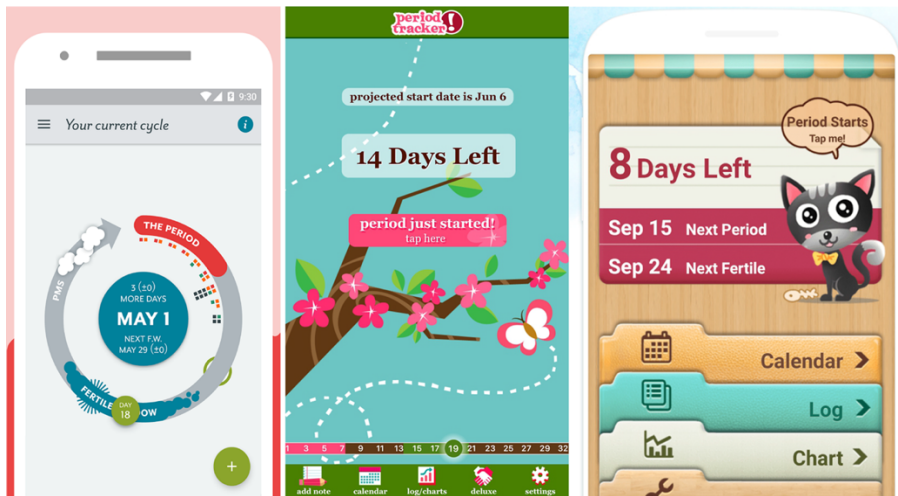 9:30
Your current cycle
i
THE PERIOD
PMS
3 (±0)
MORE DAYS
MAY 1
NEXT F.W.
MAY 29 (±0)
DAY
18
FERTILE
OW
+
period
tracker!
projected start date is Jun 6
14 Days Left
period just started!
tap here
1 3 5 7 9 11 13 15 17 19 21 23 25 27 29 32
add note calendar log/charts deluxe settings
Period Starts
Tap me!
8 Days Left
Sep 15 Next Period
Sep 24 Next Fertile
Calendar
Log
Chart